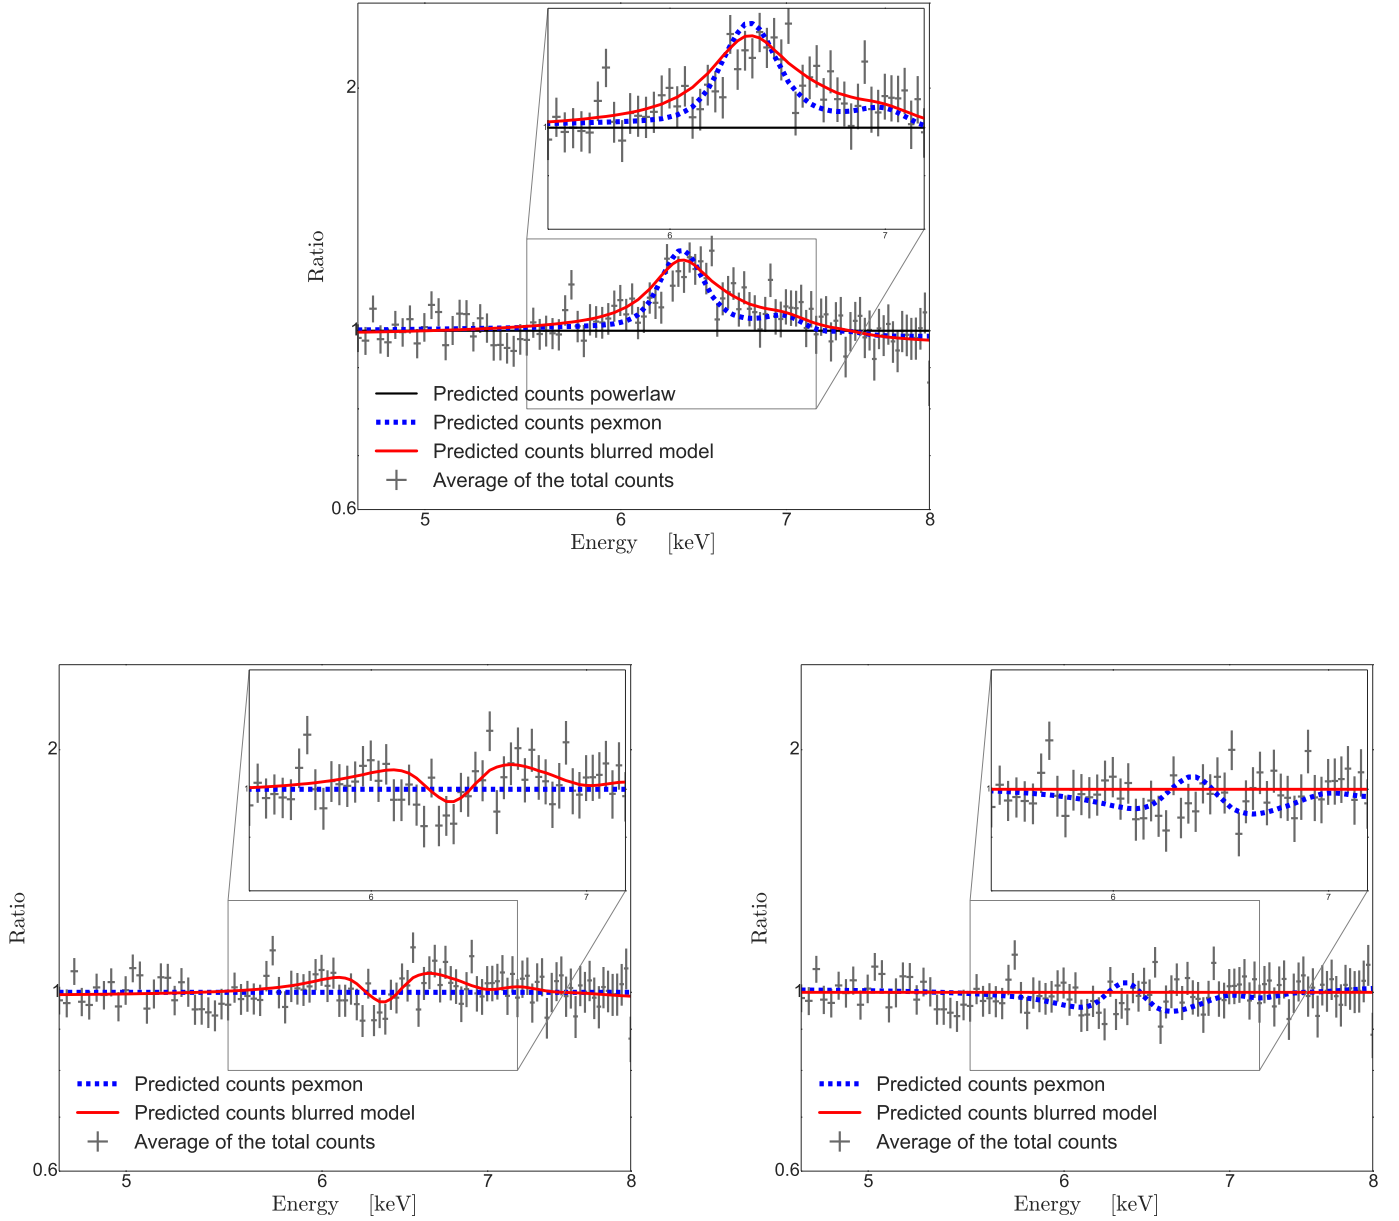 1
6
7
2
Ratio
1
Predicted counts powerlaw
Predicted counts pexmon
Predicted counts blurred model
Average of the total counts
0.6
5
6
7
8
Energy [keV]
1
6
7
2
Ratio
1
Predicted counts pexmon
Predicted counts blurred model
Average of the total counts
0.6
5
6
7
8
Energy [keV]
1
6
7
2
Ratio
1
Predicted counts pexmon
Predicted counts blurred model
Average of the total counts
0.6
5
6
7
8
Energy [keV]